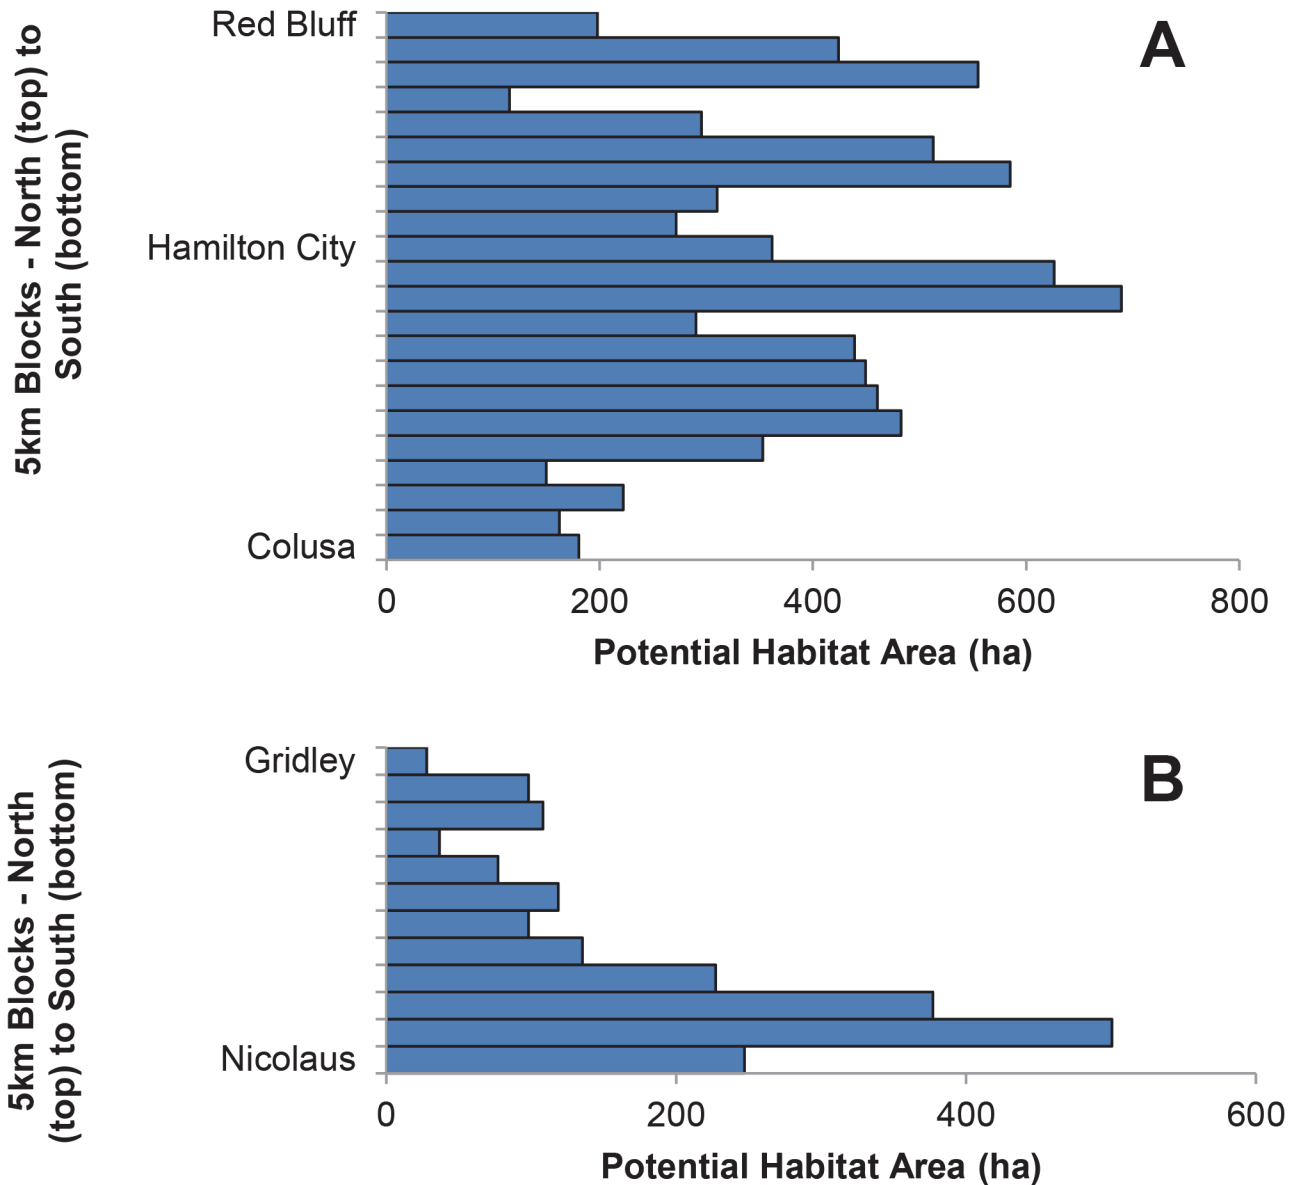 5km Blocks - North (top) to
South (bottom)
Red Bluff
Hamilton City
Colusa
A
0 200 400 600 800
Potential Habitat Area (ha)
5km Blocks - North
(top) to South (bottom)
Gridley
Nicolaus
B
0 200 400 600
Potential Habitat Area (ha)